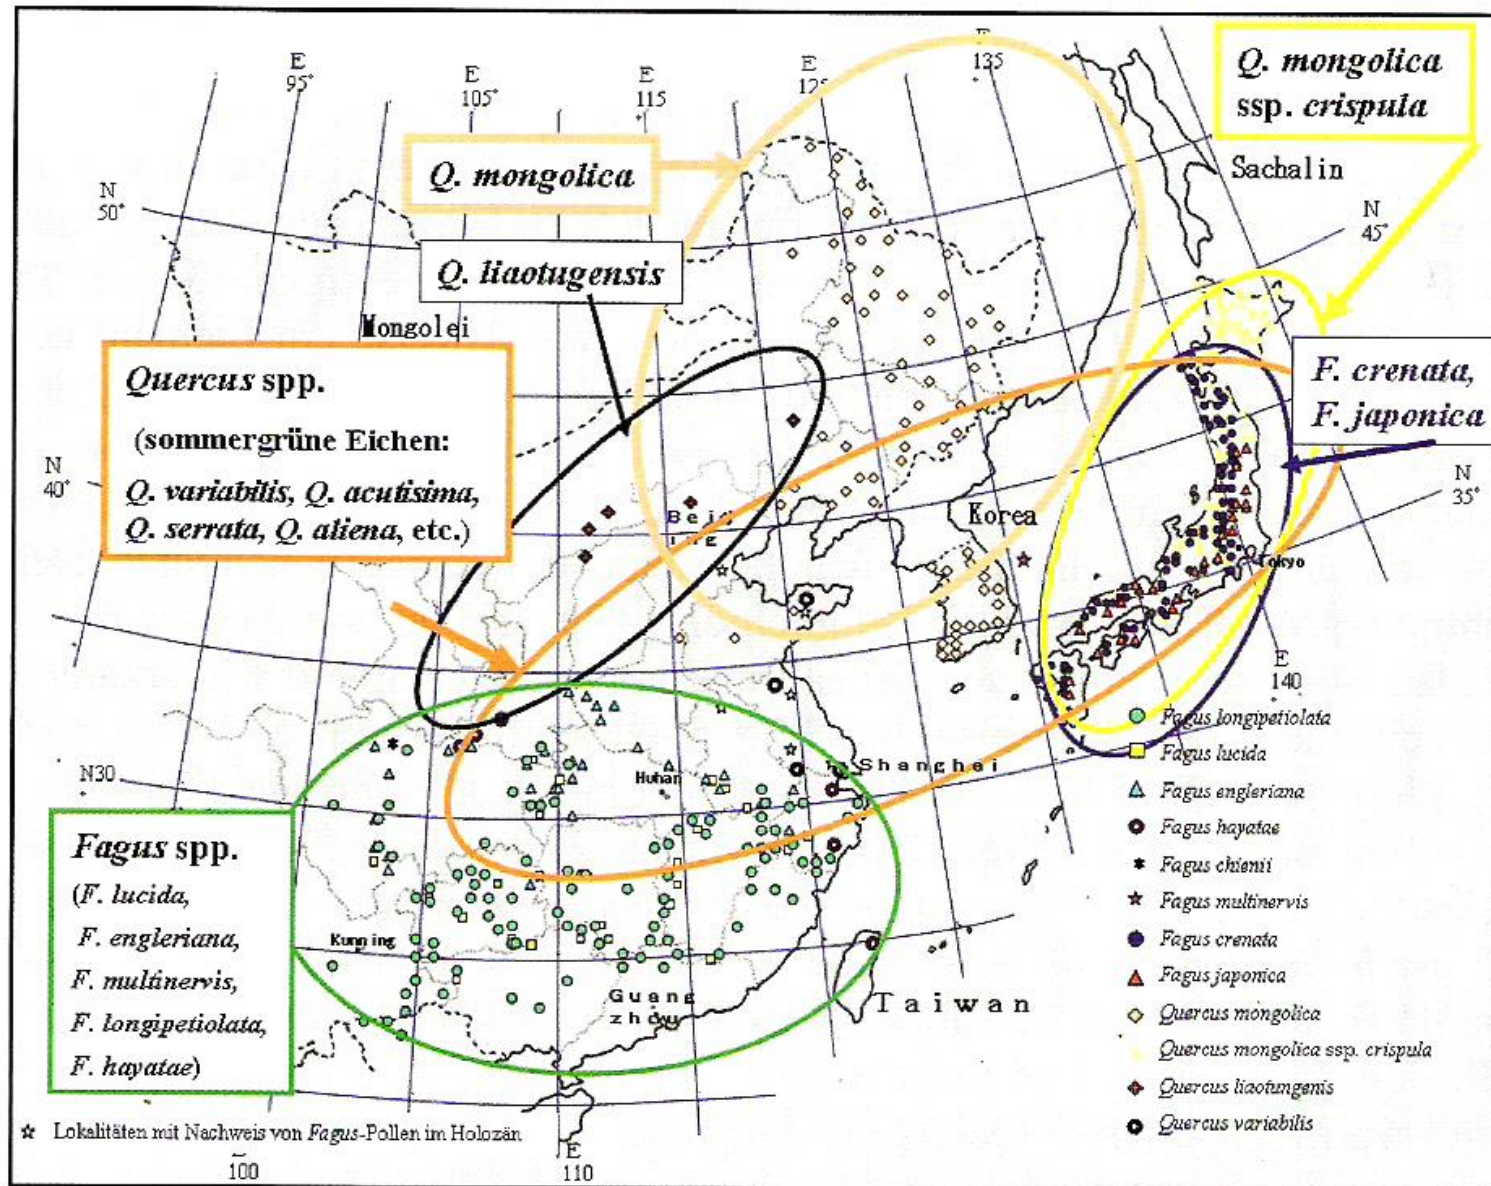 E
95°
E
105°
E
115
E
125
E
135
Q. mongolica
ssp. crispula
Q. mongolica
Sachalin
N
50°
N
45°
Q. liaotugensis
Mongolei
Quercus spp.
(sommergrüne Eichen:
Q. variabilis, Q. acutisima,
Q. serrata, Q. aliena, etc.)
F. crenata,
F. japonica
N
40°
N
35°
Beij
ing
Korea
Tokyo
E
140
N30
Huhan
Shanghai
Fagus spp.
(F. lucida,
F. engleriana,
F. multinervis,
F. longipetiolata,
F. hayatae)
Kunming
Guang
zhou
Taiwan
Fagus longipetiolata
Fagus lucida
Fagus engleriana
Fagus hayatae
Fagus chienii
Fagus multinervis
Fagus crenata
Fagus japonica
Quercus mongolica
Quercus mongolica ssp. crispula
Quercus liaotungenis
Quercus variabilis
☆ Lokalitäten mit Nachweis von Fagus-Pollen im Holozän
100
E
110